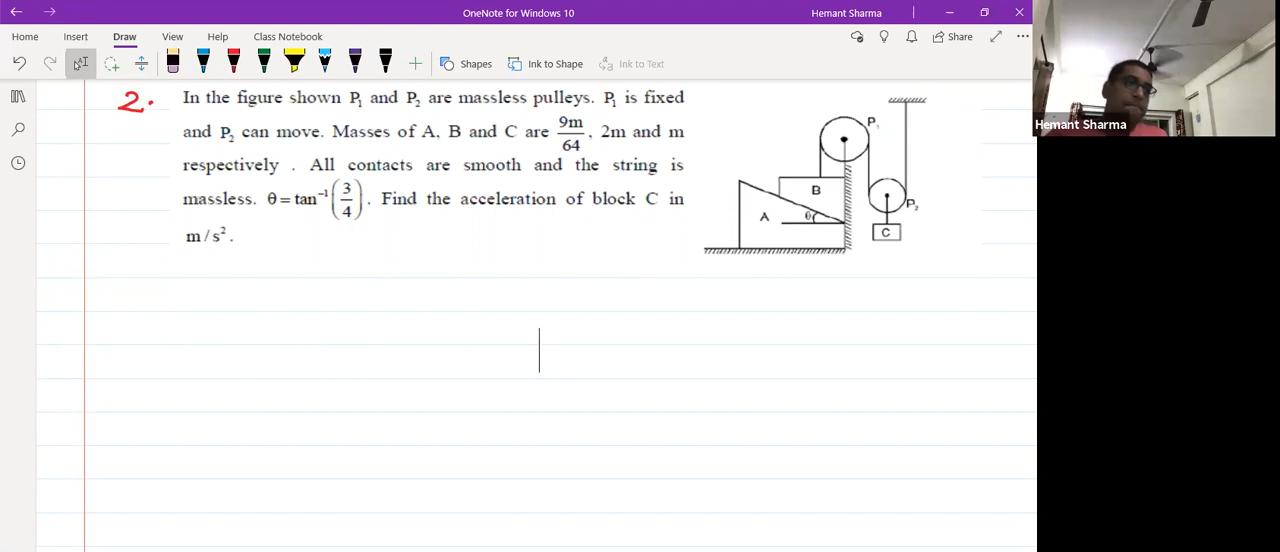 OneNote for Windows 10
Hemant Sharma
Home Insert Draw View Help Class Notebook
Share
Shapes Ink to Shape Ink to Text
2.
In the figure shown P₁ and P₂ are massless pulleys. P₁ is fixed
and P₂ can move. Masses of A, B and C are 9m/64, 2m and m
respectively . All contacts are smooth and the string is
massless. θ = tan⁻¹(3/4). Find the acceleration of block C in
m/s².
P₁
B
A
θ
P₂
C
Hemant Sharma